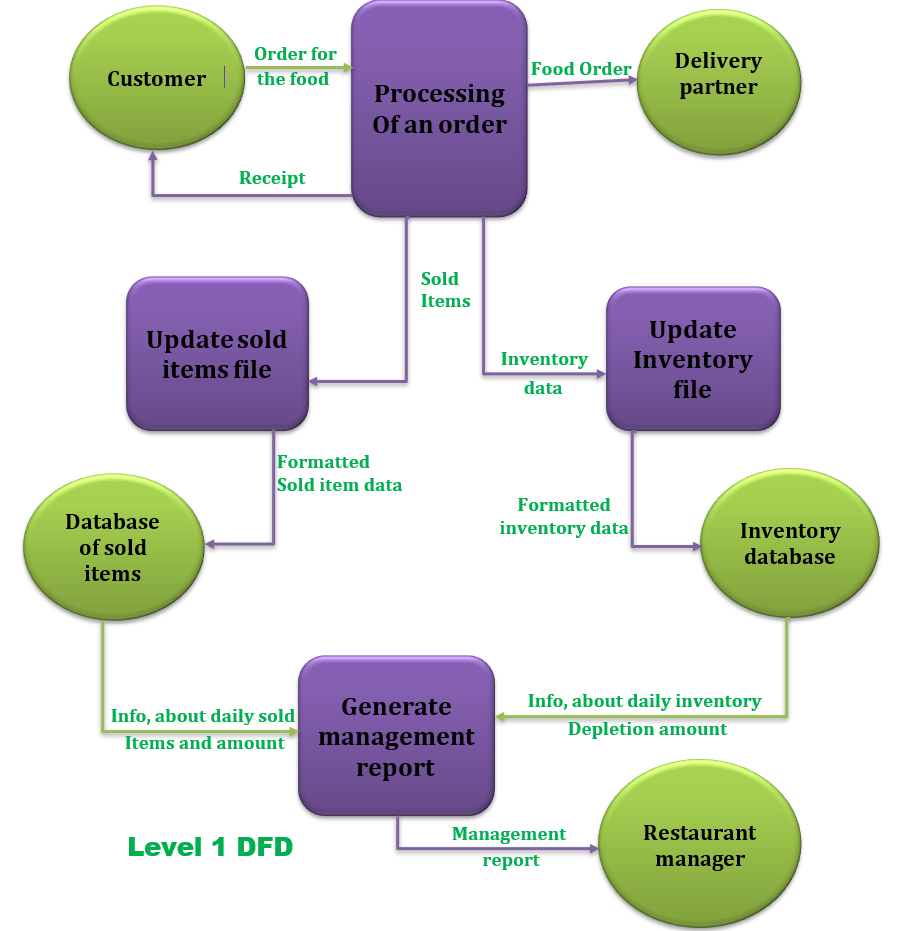 Customer
Order for
the food
Processing
Of an order
Food Order
Delivery
partner
Receipt
Sold
Items
Update sold
items file
Inventory
data
Update
Inventory
file
Formatted
Sold item data
Formatted
inventory data
Database
of sold
items
Inventory
database
Info, about daily sold
Items and amount
Generate
management
report
Info, about daily inventory
Depletion amount
Level 1 DFD
Management
report
Restaurant
manager